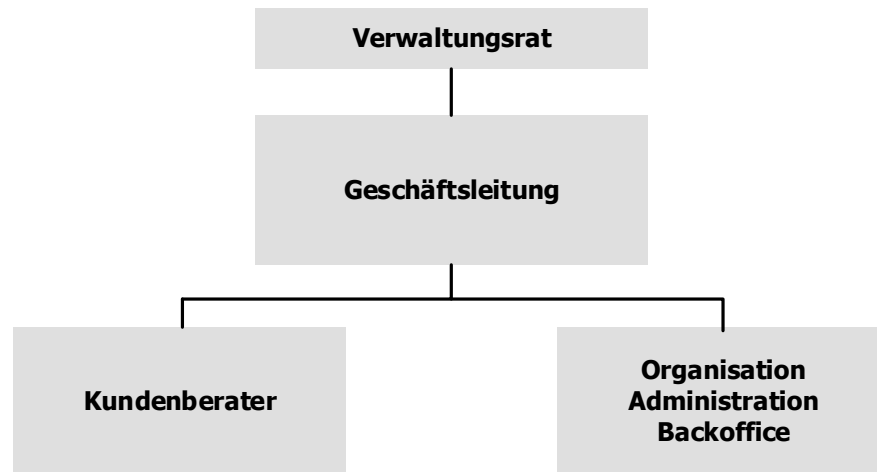 Verwaltungsrat
Geschäftsleitung
Kundenberater
Organisation
Administration
Backoffice